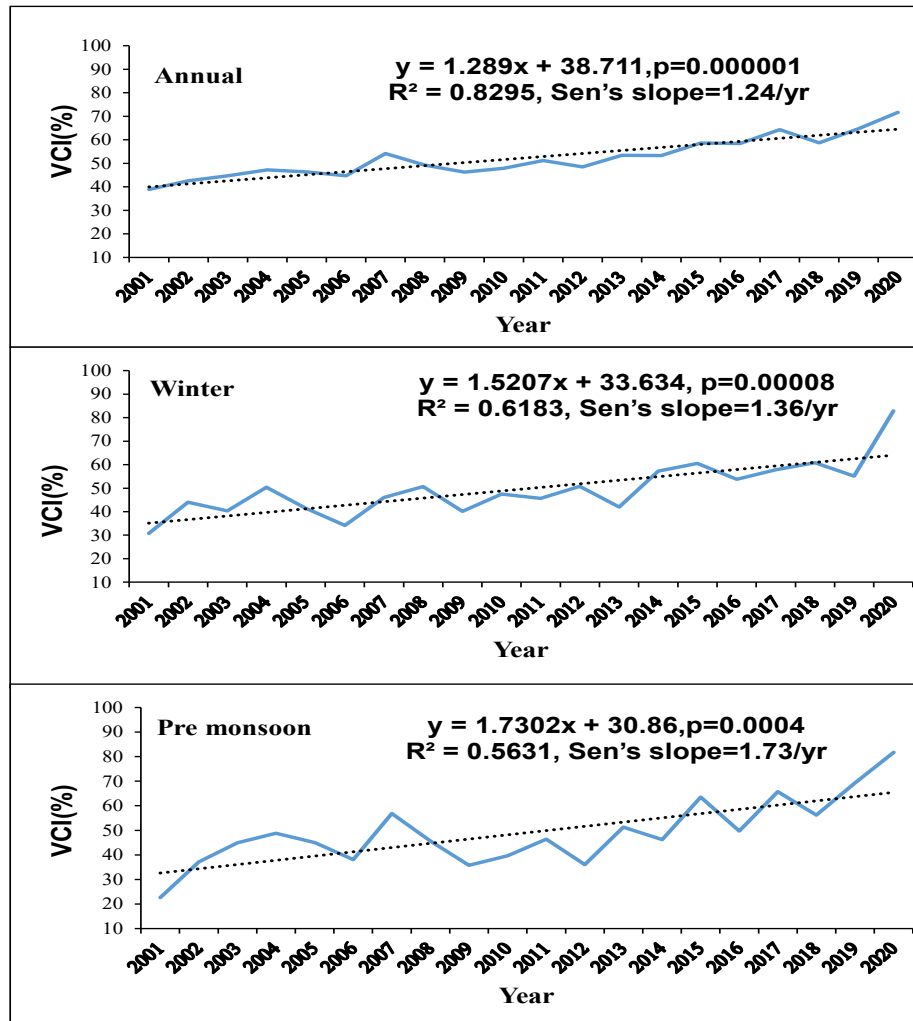 Annual
y = 1.289x + 38.711,p=0.000001
R² = 0.8295, Sen’s slope=1.24/yr
VCI(%)
100
90
80
70
60
50
40
30
20
10
2001 2002 2003 2004 2005 2006 2007 2008 2009 2010 2011 2012 2013 2014 2015 2016 2017 2018 2019 2020
Year
Winter
y = 1.5207x + 33.634, p=0.00008
R² = 0.6183, Sen’s slope=1.36/yr
VCI(%)
100
90
80
70
60
50
40
30
20
10
2001 2002 2003 2004 2005 2006 2007 2008 2009 2010 2011 2012 2013 2014 2015 2016 2017 2018 2019 2020
Year
Pre monsoon
y = 1.7302x + 30.86,p=0.0004
R² = 0.5631, Sen’s slope=1.73/yr
VCI(%)
100
90
80
70
60
50
40
30
20
10
2001 2002 2003 2004 2005 2006 2007 2008 2009 2010 2011 2012 2013 2014 2015 2016 2017 2018 2019 2020
Year